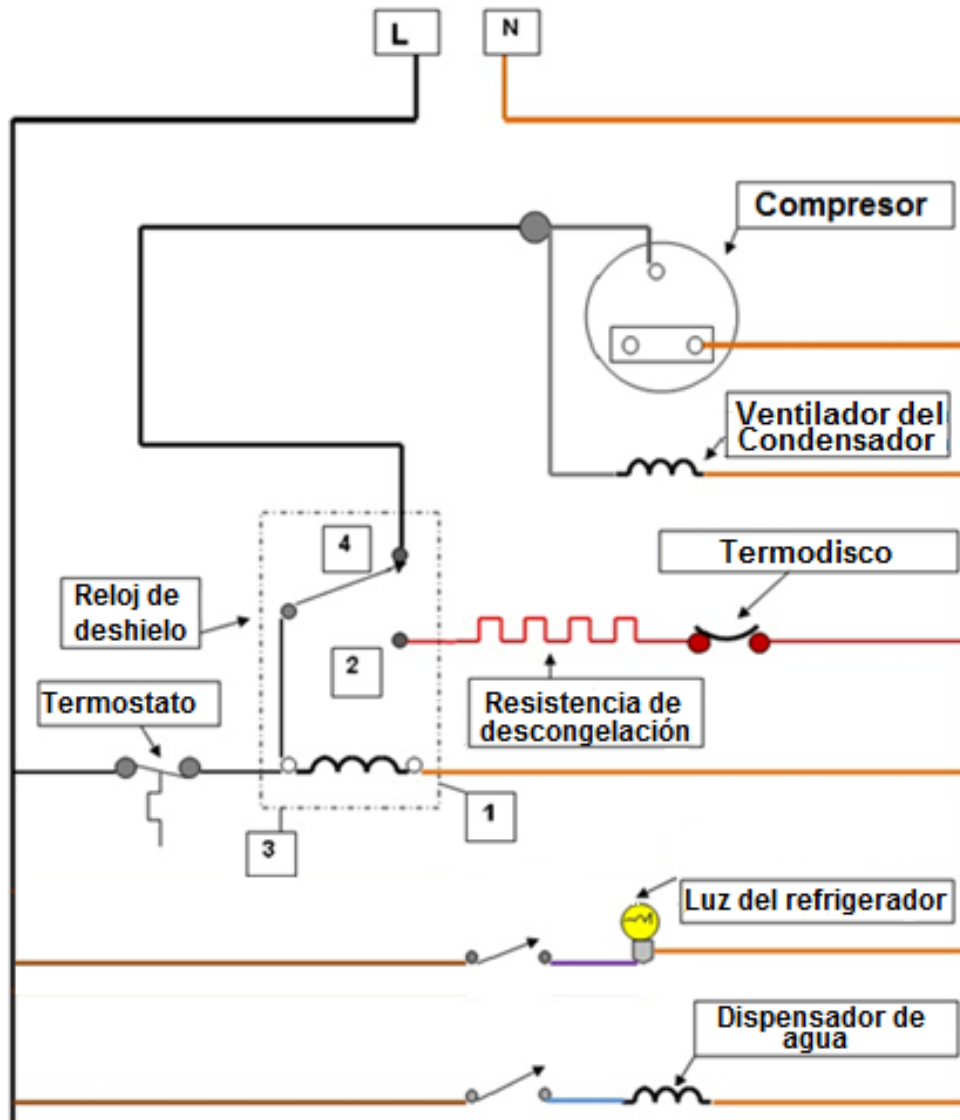 L
N
Compresor
Ventilador del
Condensador
4
Termodisco
Reloj de
deshielo
2
Resistencia de
descongelación
Termostato
1
3
Luz del refrigerador
Dispensador de
agua